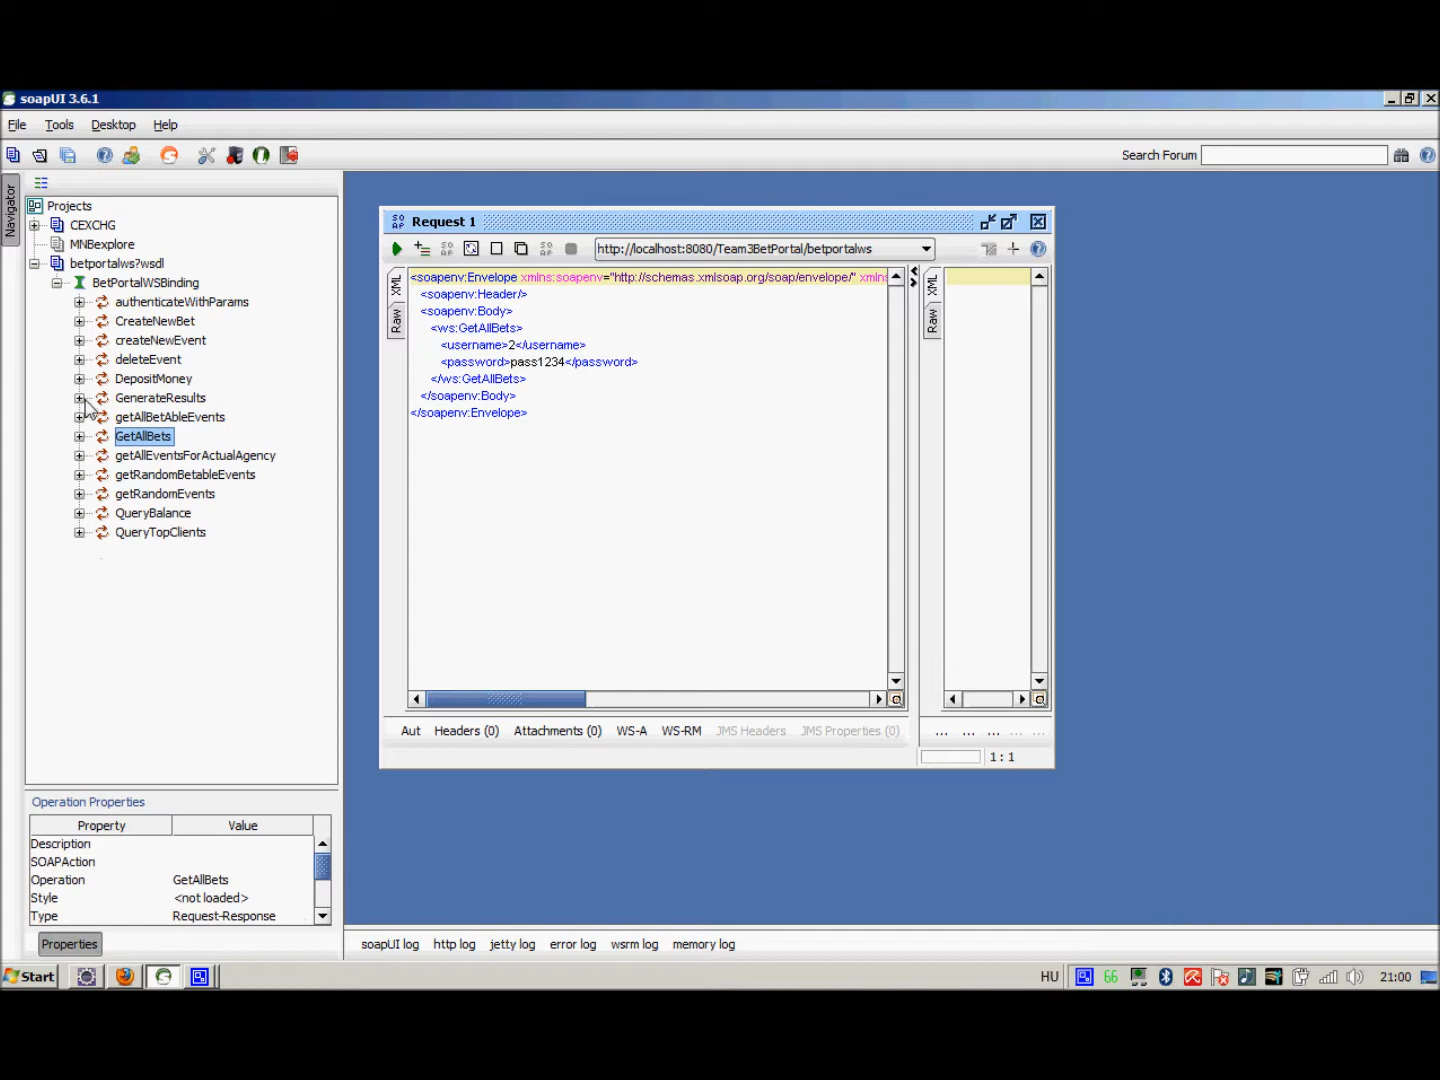 soapUI 3.6.1
File Tools Desktop Help
Search Forum
Navigator
Projects
CEXCHG
MNBexplore
betportalws?wsdl
BetPortalWSBinding
authenticateWithParams
CreateNewBet
createNewEvent
deleteEvent
DepositMoney
GenerateResults
getAllBetAbleEvents
GetAllBets
getAllEventsForActualAgency
getRandomBetableEvents
getRandomEvents
QueryBalance
QueryTopClients
Request 1
http://localhost:8080/Team3BetPortal/betportalws
XML
Raw
<soapenv:Envelope xmlns:soapenv="http://schemas.xmlsoap.org/soap/envelope/" xmlns
<soapenv:Header/>
<soapenv:Body>
<ws:GetAllBets>
<username>2</username>
<password>pass1234</password>
</ws:GetAllBets>
</soapenv:Body>
</soapenv:Envelope>
XML
Raw
Aut Headers (0) Attachments (0) WS-A WS-RM JMS Headers JMS Properties (0)
... ... ... ... ...
1 : 1
Operation Properties
Property Value
Description
SOAPAction
Operation GetAllBets
Style <not loaded>
Type Request-Response
Properties
soapUI log http log jetty log error log wsrm log memory log
Start
HU
66
21:00